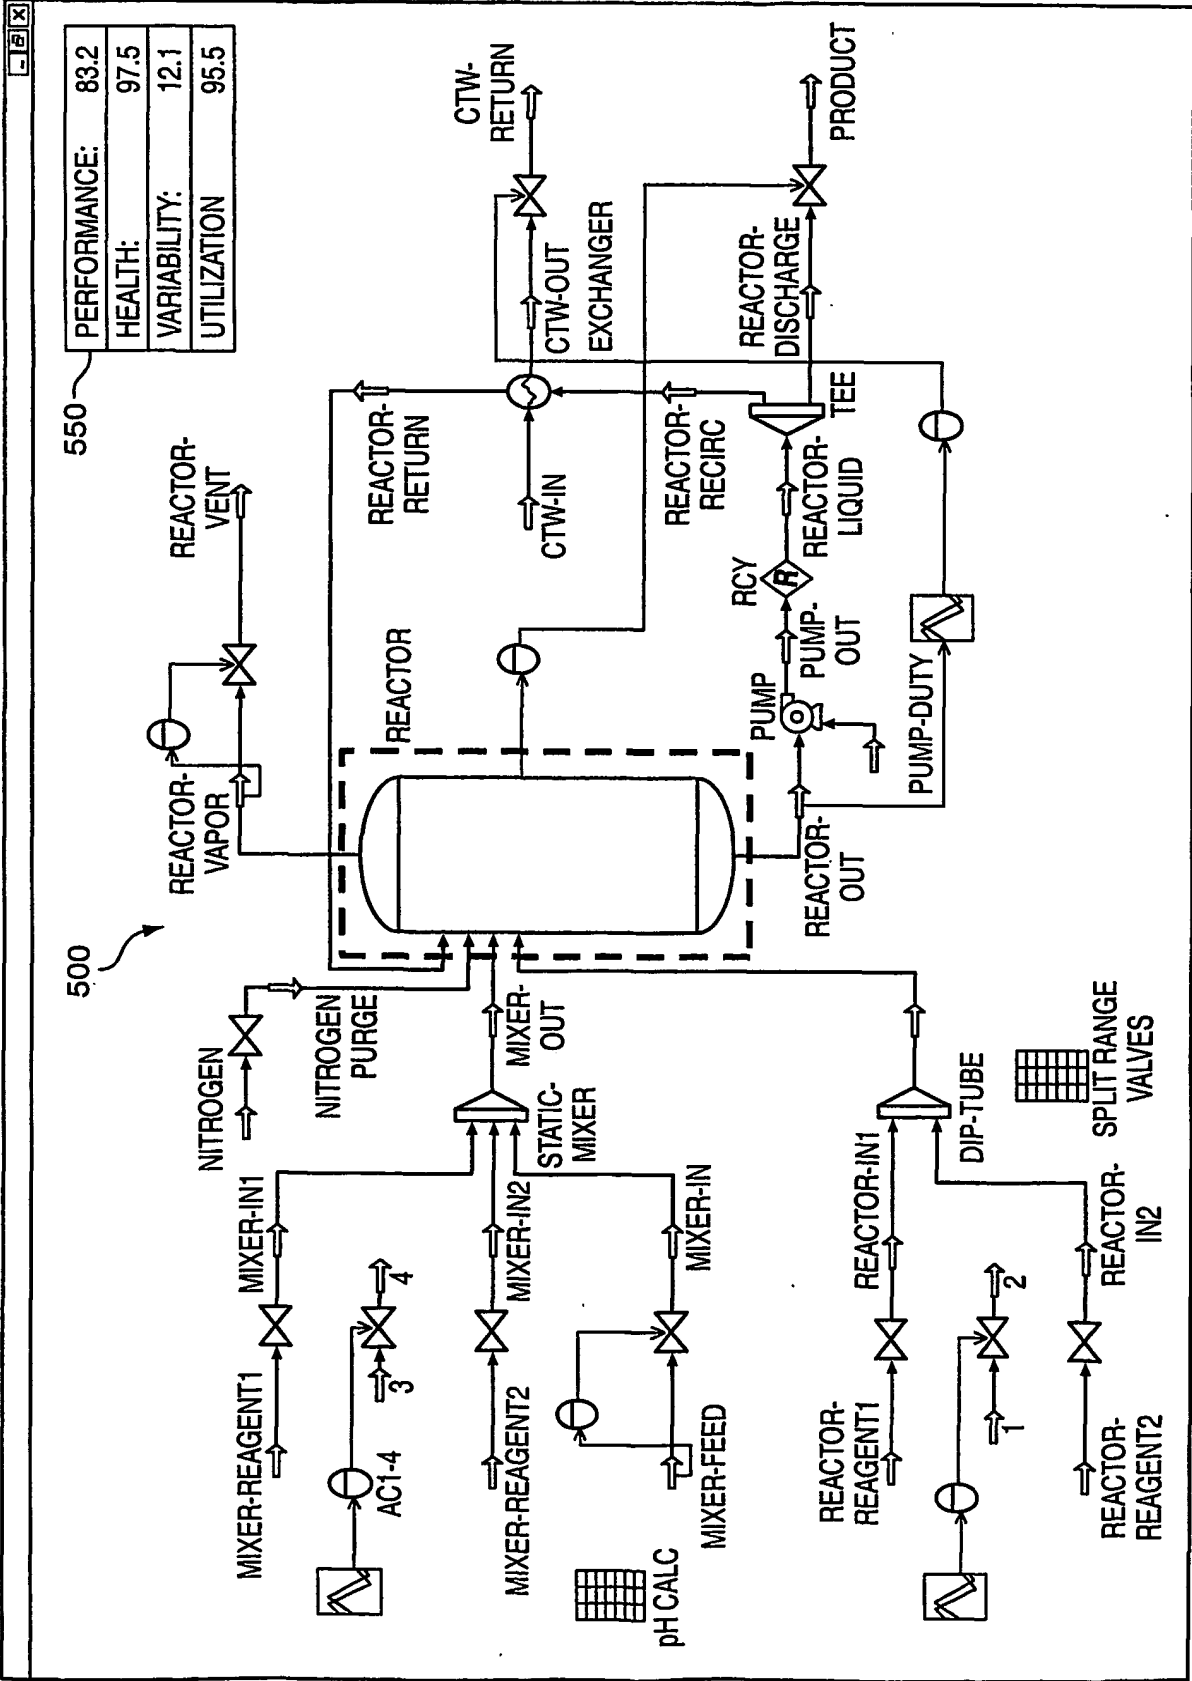 500
550
PERFORMANCE: 83.2
HEALTH: 97.5
VARIABILITY: 12.1
UTILIZATION 95.5
NITROGEN
NITROGEN
PURGE
REACTOR-
VAPOR
REACTOR-
VENT
MIXER-REAGENT1
MIXER-IN1
AC1-4
3
4
MIXER-REAGENT2
MIXER-IN2
STATIC-
MIXER
MIXER-
OUT
REACTOR
REACTOR-
RETURN
CTW-IN
CTW-OUT
EXCHANGER
CTW-
RETURN
pH CALC
MIXER-FEED
MIXER-IN
REACTOR-
RECIRC
RCY
R
PUMP
PUMP-
OUT
REACTOR-
LIQUID
TEE
REACTOR-
DISCHARGE
PRODUCT
REACTOR-
OUT
PUMP-DUTY
REACTOR-
REAGENT1
REACTOR-IN1
DIP-TUBE
1
2
REACTOR-
REAGENT2
REACTOR-
IN2
SPLIT RANGE
VALVES